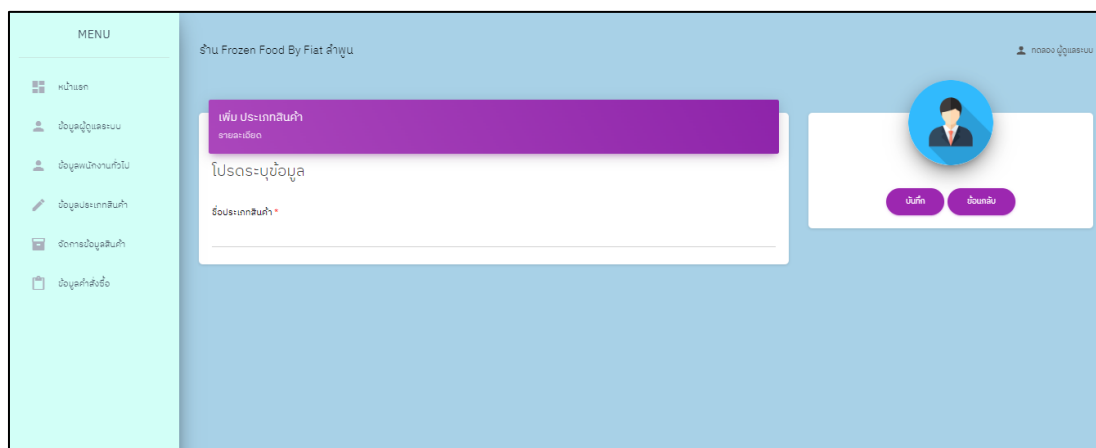 MENU
หน้าแรก
ข้อมูลผู้ดูแลระบบ
ข้อมูลพนักงานทั่วไป
ข้อมูลประเภทสินค้า
จัดการข้อมูลสินค้า
ข้อมูลคำสั่งซื้อ
ร้าน Frozen Food By Fiat ลำพูน
ทดลอง ผู้ดูแลระบบ
เพิ่ม ประเภทสินค้า
รายละเอียด
โปรดระบุข้อมูล
ชื่อประเภทสินค้า *
บันทึก
ย้อนกลับ